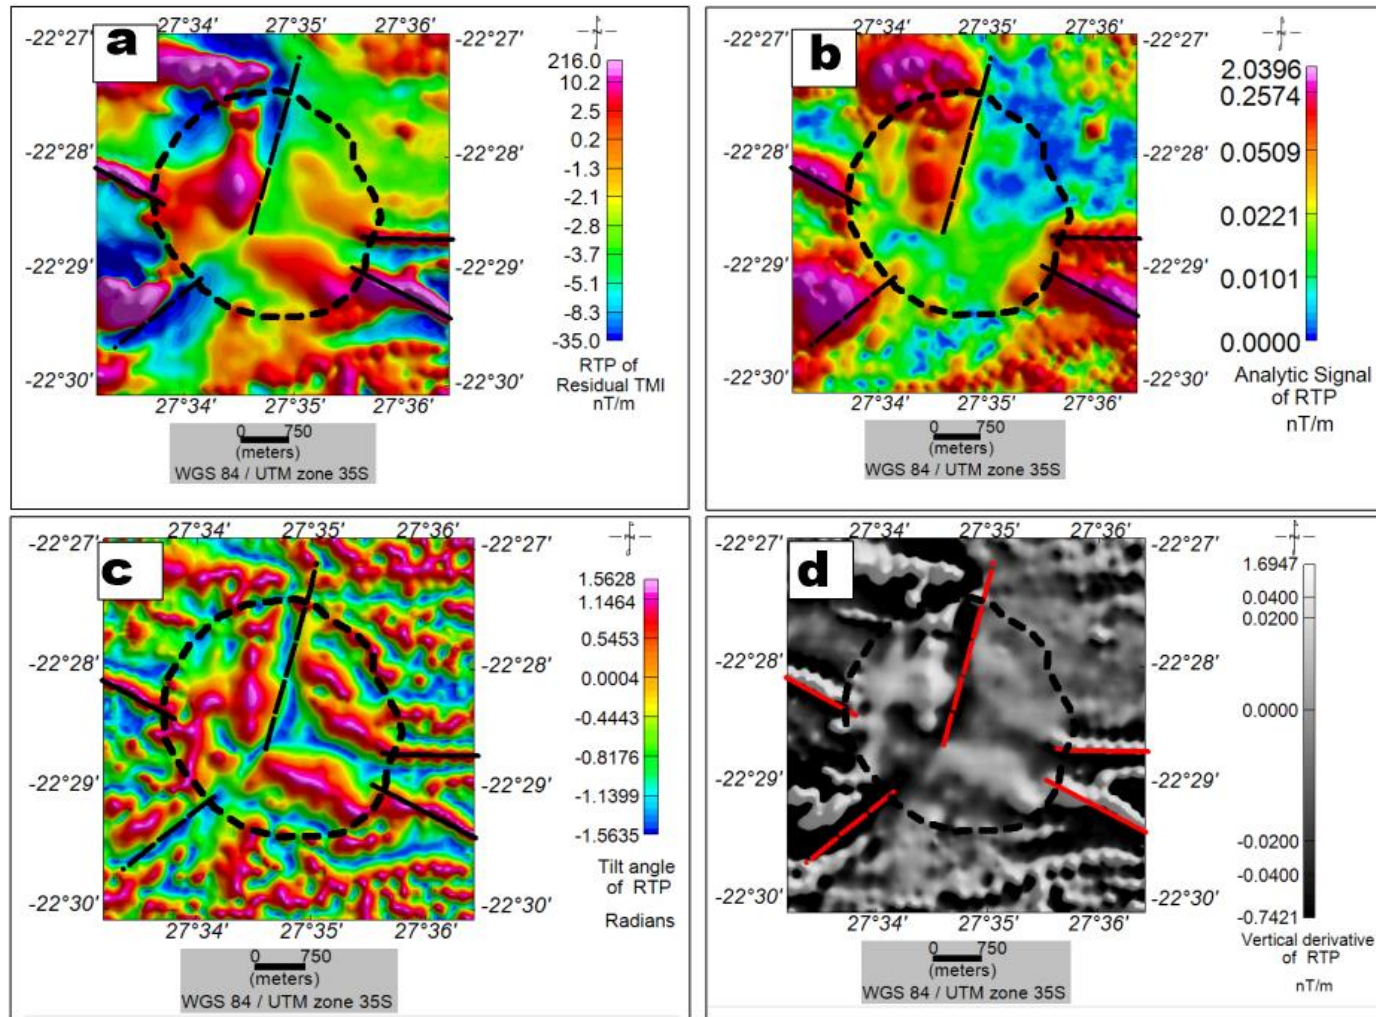 a
27°34' 27°35' 27°36'
-22°27' -22°27'
-22°28' -22°28'
-22°29' -22°29'
-22°30' -22°30'
27°34' 27°35' 27°36'
216.0
10.2
2.5
0.2
-1.3
-2.1
-2.8
-3.7
-5.1
-8.3
-35.0
RTP of
Residual TMI
nT/m
0 750
(meters)
WGS 84 / UTM zone 35S
b
27°34' 27°35' 27°36'
-22°27' -22°27'
-22°28' -22°28'
-22°29' -22°29'
-22°30' -22°30'
27°34' 27°35' 27°36'
2.0396
0.2574
0.0509
0.0221
0.0101
0.0000
Analytic Signal
of RTP
nT/m
0 750
(meters)
WGS 84 / UTM zone 35S
c
27°34' 27°35' 27°36'
-22°27' -22°27'
-22°28' -22°28'
-22°29' -22°29'
-22°30' -22°30'
27°34' 27°35' 27°36'
1.5628
1.1464
0.5453
0.0004
-0.4443
-0.8176
-1.1399
-1.5635
Tilt angle
of RTP
Radians
0 750
(meters)
WGS 84 / UTM zone 35S
d
27°34' 27°35' 27°36'
-22°27' -22°27'
-22°28' -22°28'
-22°29' -22°29'
-22°30' -22°30'
27°34' 27°35' 27°36'
1.6947
0.0400
0.0200
0.0000
-0.0200
-0.0400
-0.7421
Vertical derivative
of RTP
nT/m
0 750
(meters)
WGS 84 / UTM zone 35S